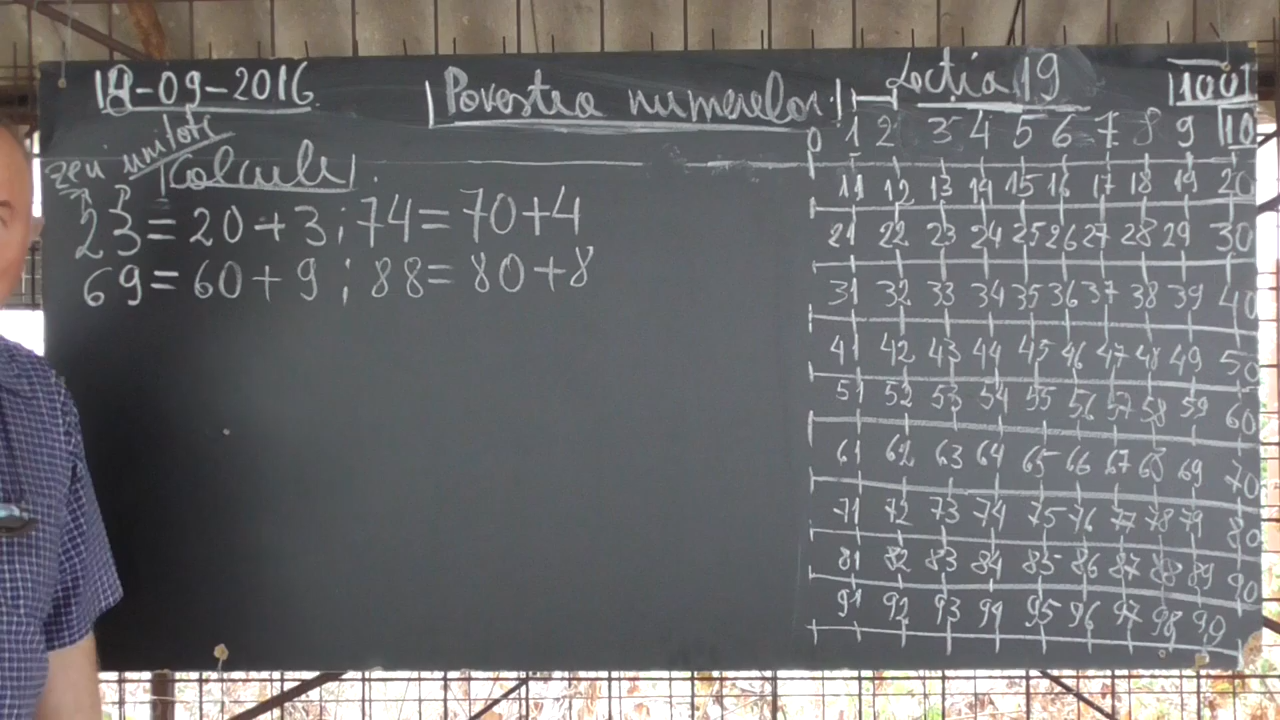 -09-2016
Povestea numerelor!
Lecția 19
100
zeci unități
Calcule
23=20+3;74=70+4
69=60+9;88=80+8
0 1 2 3 4 5 6 7 8 9 10
11 12 13 14 15 16 17 18 19 20
21 22 23 24 25 26 27 28 29 30
31 32 33 34 35 36 37 38 39 40
41 42 43 44 45 46 47 48 49 50
51 52 53 54 55 56 57 58 59 60
61 62 63 64 65 66 67 68 69 70
71 72 73 74 75 76 77 78 79 80
81 82 83 84 85 86 87 88 89 90
91 92 93 94 95 96 97 98 99